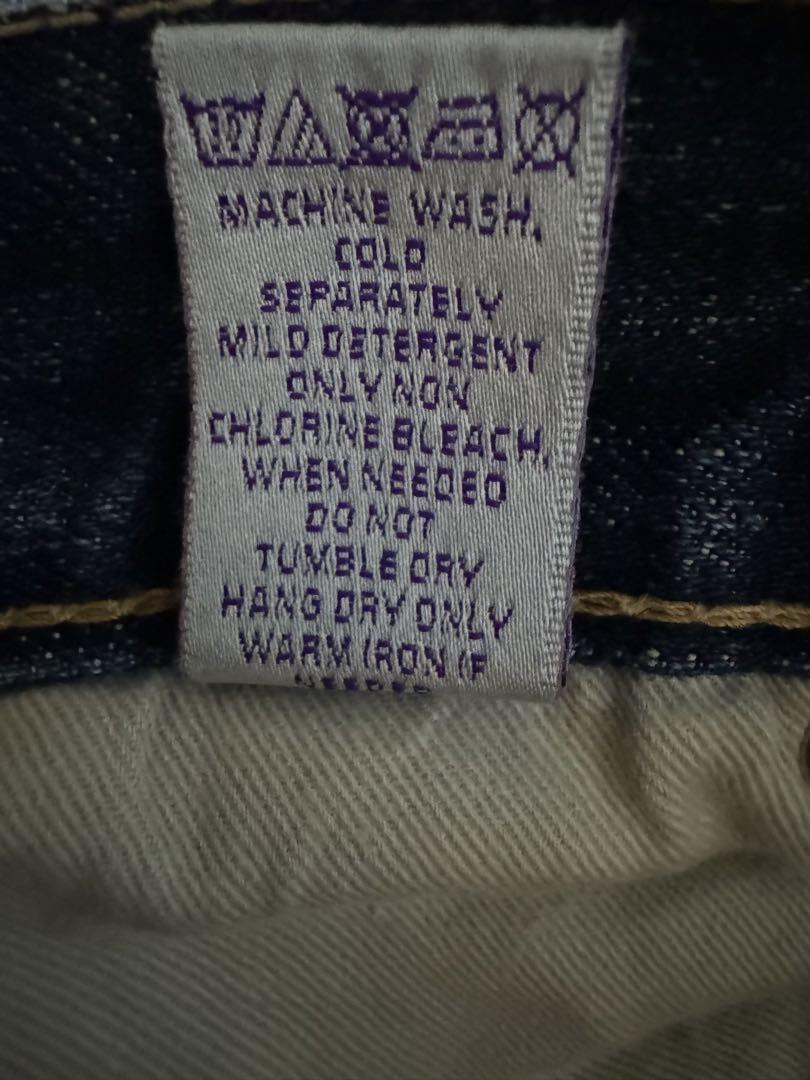 MACHINE WASH,
COLD
SEPARATELY
MILD DETERGENT
ONLY NON
CHLORINE BLEACH,
WHEN NEEDED
DO NOT
TUMBLE DRY
HANG DRY ONLY
WARM IRON IF
NEEDED